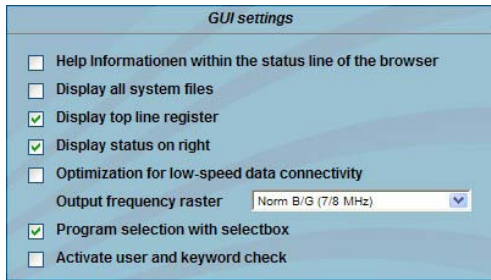 GUI settings
Help Informationen within the status line of the browser
Display all system files
Display top line register
Display status on right
Optimization for low-speed data connectivity
Output frequency raster Norm B/G (7/8 MHz)
Program selection with selectbox
Activate user and keyword check